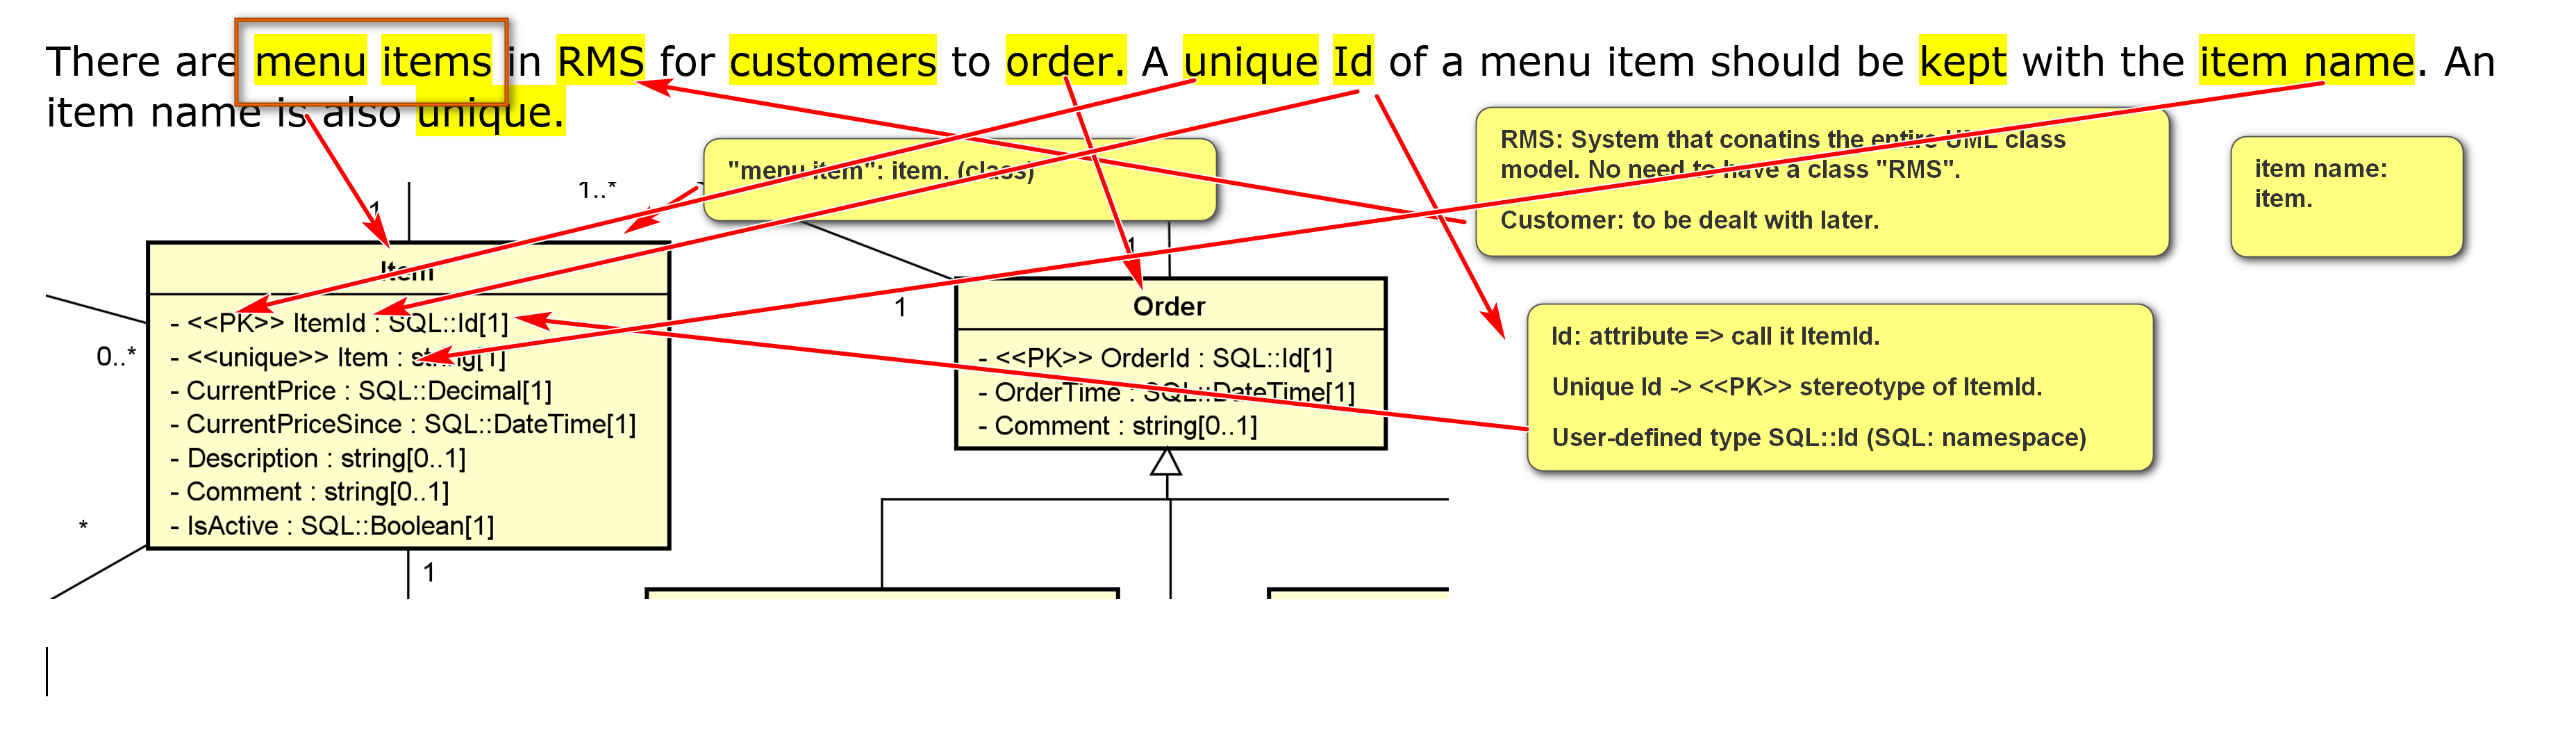 There are menu items in RMS for customers to order. A unique Id of a menu item should be kept with the item name. An
item name is also unique.
"menu item": item. (class)
RMS: System that conatins the entire UML class
model. No need to have a class "RMS".
Customer: to be dealt with later.
item name:
item.
1
1..*
1
Item
- <<PK>> ItemId : SQL::Id[1]
- <<unique>> Item : string[1]
- CurrentPrice : SQL::Decimal[1]
- CurrentPriceSince : SQL::DateTime[1]
- Description : string[0..1]
- Comment : string[0..1]
- IsActive : SQL::Boolean[1]
0..*
*
1
1
Order
- <<PK>> OrderId : SQL::Id[1]
- OrderTime : SQL::DateTime[1]
- Comment : string[0..1]
Id: attribute => call it ItemId.
Unique Id -> <<PK>> stereotype of ItemId.
User-defined type SQL::Id (SQL: namespace)